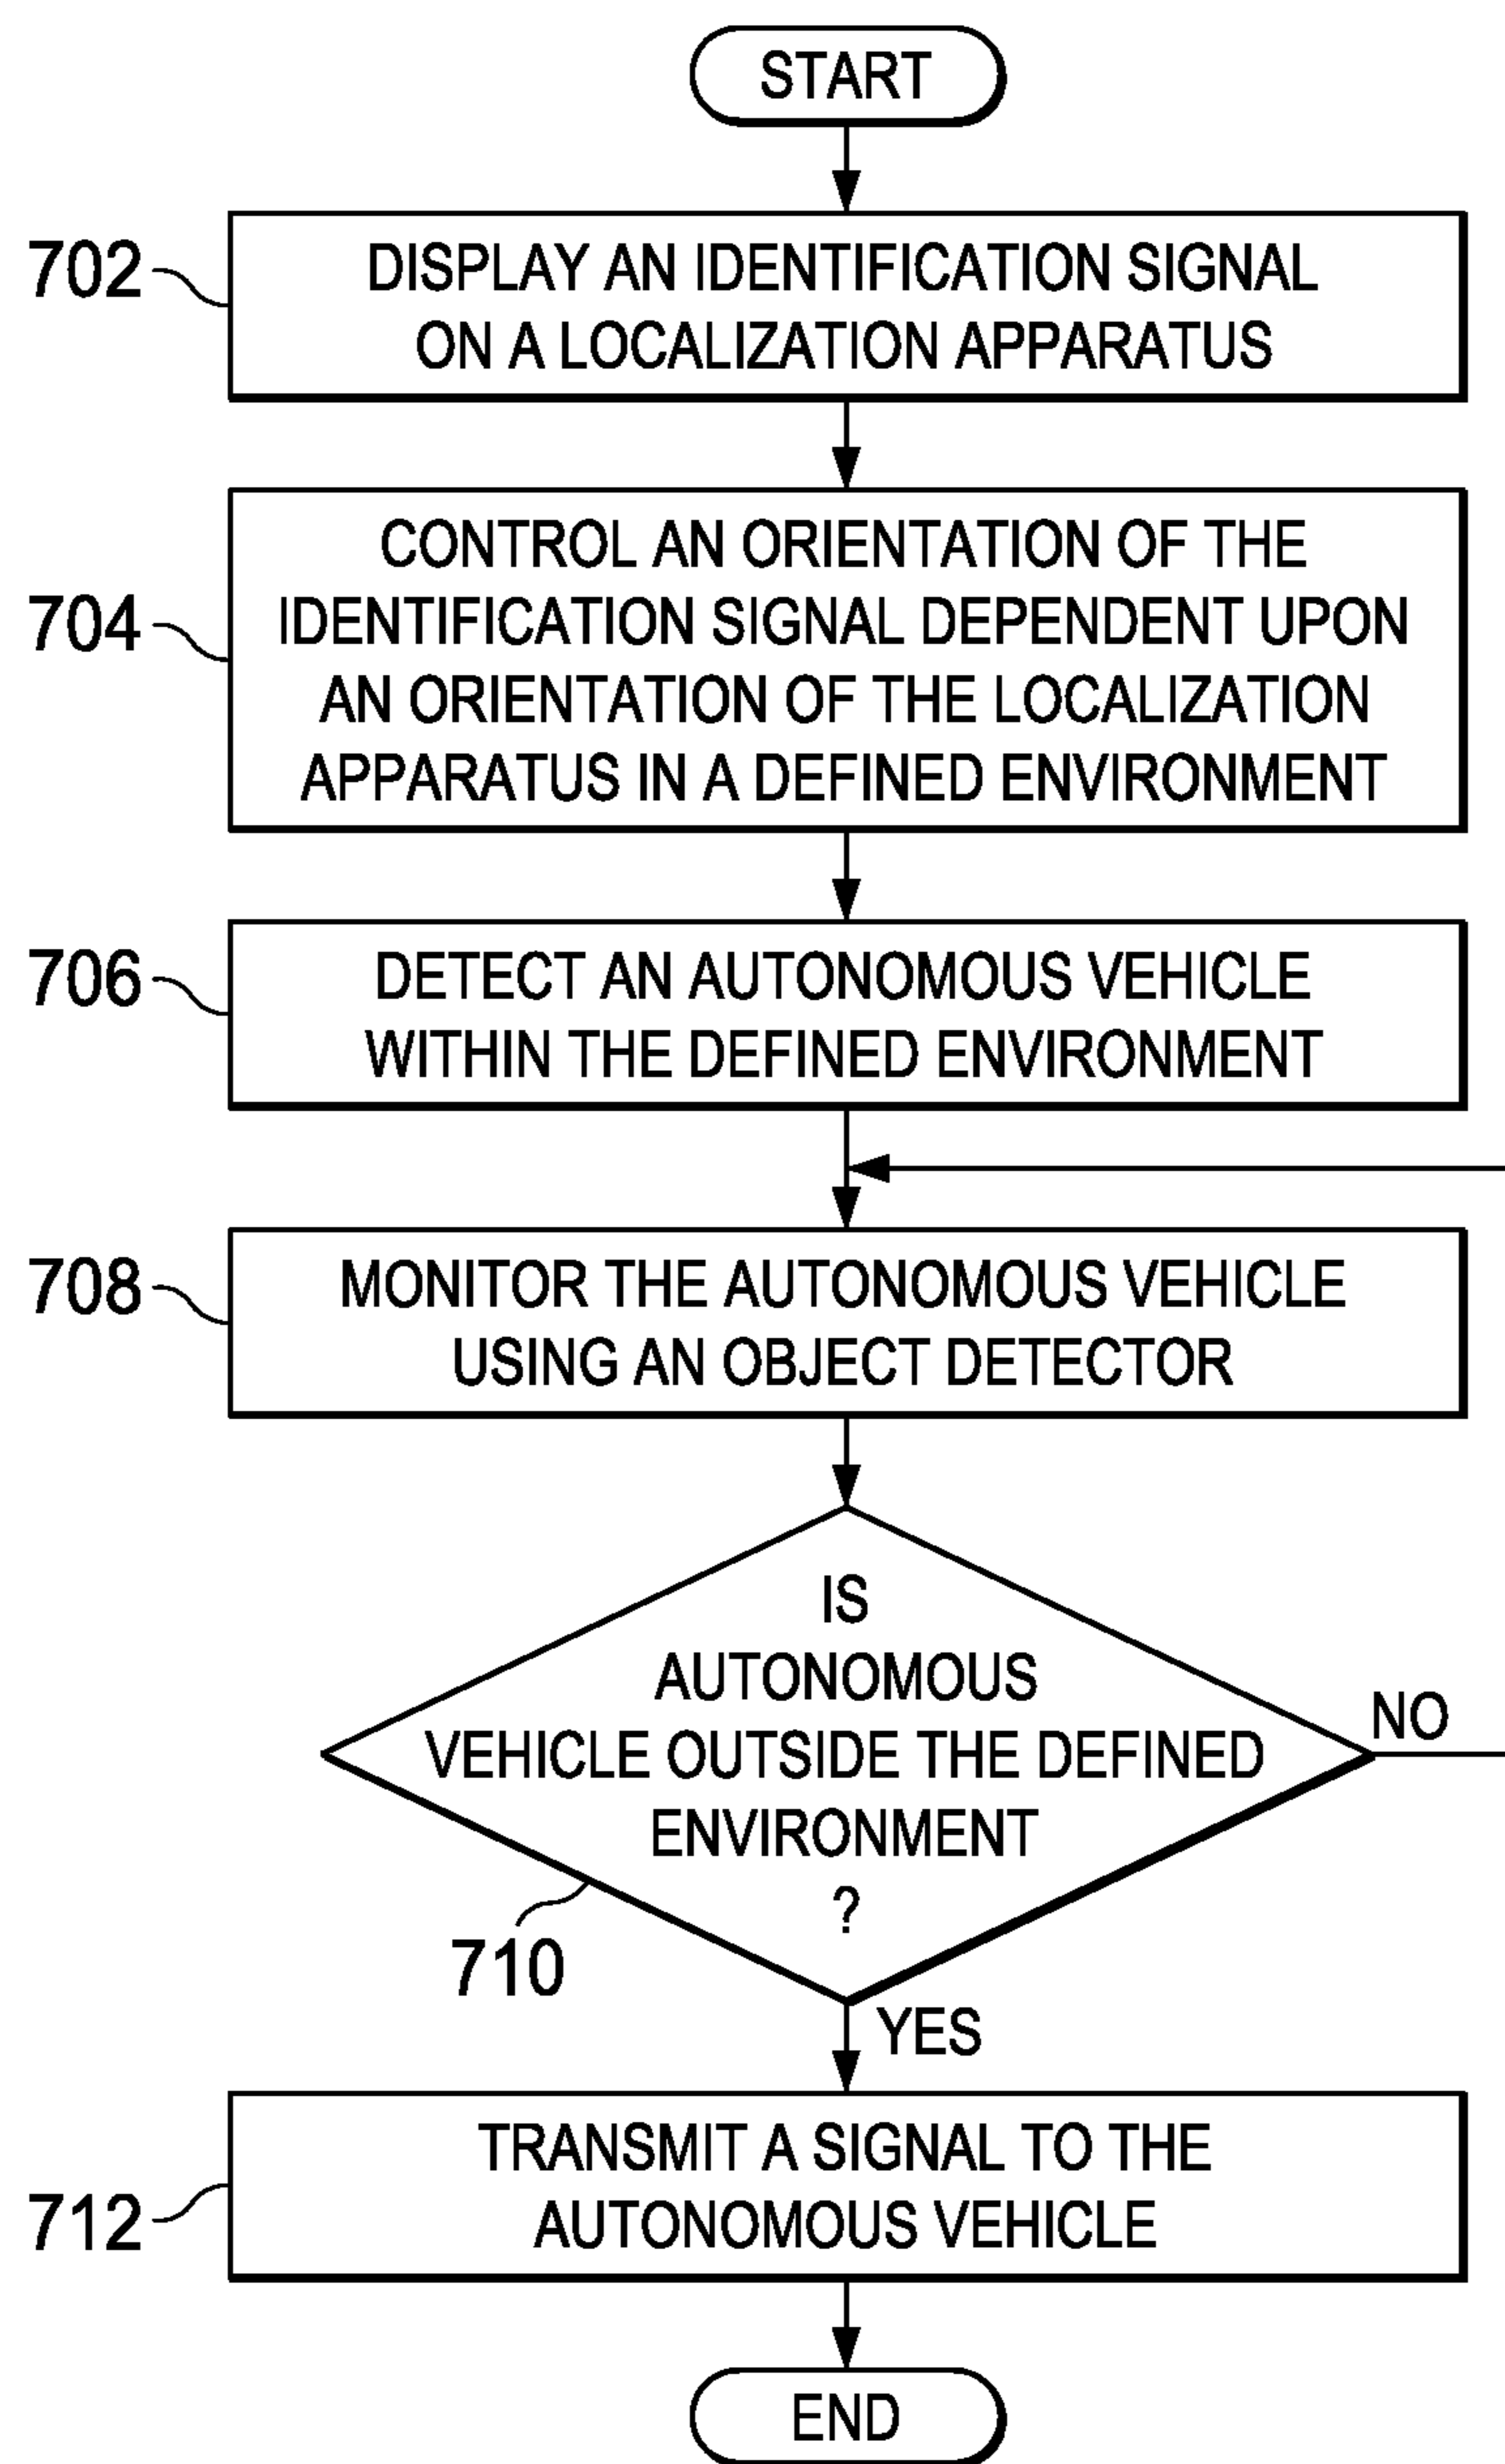 START
702
DISPLAY AN IDENTIFICATION SIGNAL
ON A LOCALIZATION APPARATUS
704
CONTROL AN ORIENTATION OF THE
IDENTIFICATION SIGNAL DEPENDENT UPON
AN ORIENTATION OF THE LOCALIZATION
APPARATUS IN A DEFINED ENVIRONMENT
706
DETECT AN AUTONOMOUS VEHICLE
WITHIN THE DEFINED ENVIRONMENT
708
MONITOR THE AUTONOMOUS VEHICLE
USING AN OBJECT DETECTOR
IS
AUTONOMOUS
VEHICLE OUTSIDE THE DEFINED
ENVIRONMENT
?
NO
710
YES
712
TRANSMIT A SIGNAL TO THE
AUTONOMOUS VEHICLE
END